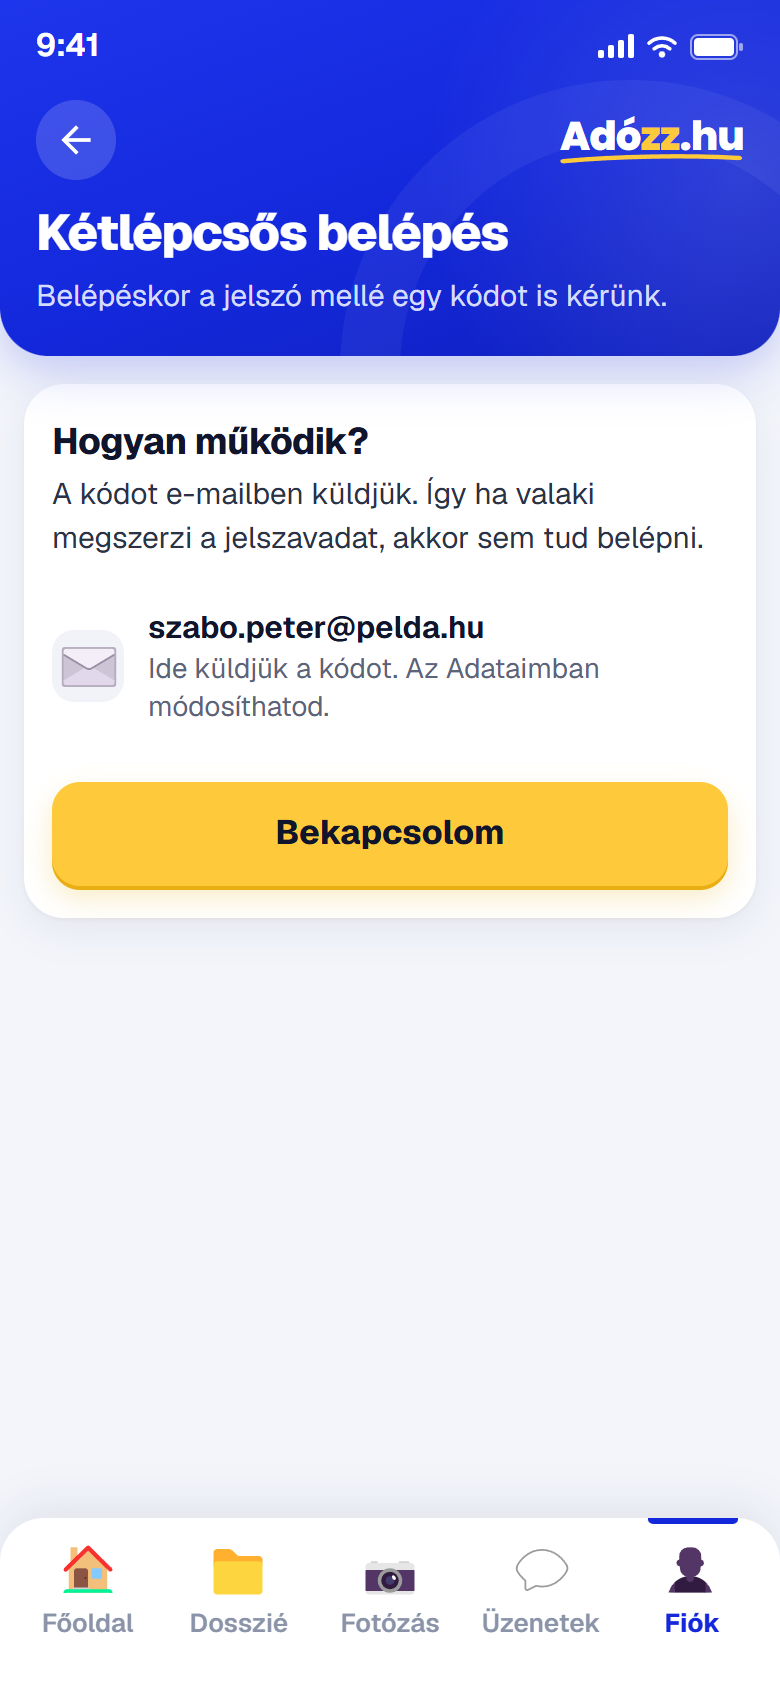 9:41
Adózz.hu
Kétlépcsős belépés
Belépéskor a jelszó mellé egy kódot is kérünk.
Hogyan működik?
A kódot e-mailben küldjük. Így ha valaki
megszerzi a jelszavadat, akkor sem tud belépni.
szabo.peter@pelda.hu
Ide küldjük a kódot. Az Adataimban
módosíthatod.
Bekapcsolom
Főoldal
Dosszié
Fotózás
Üzenetek
Fiók